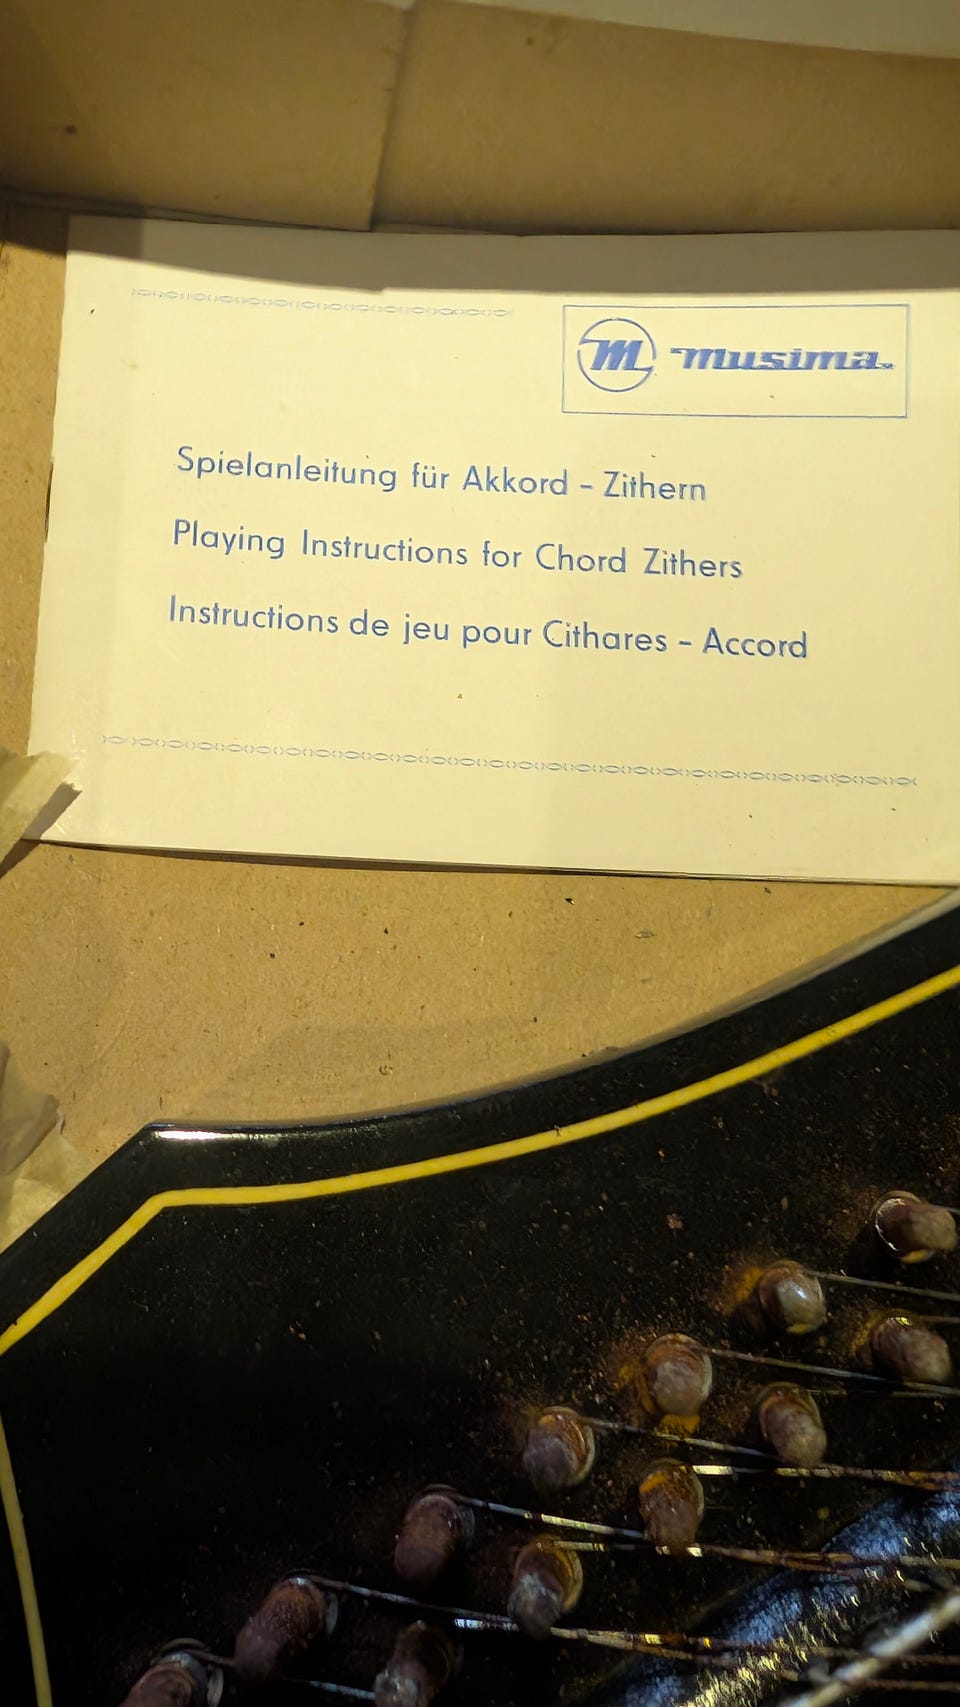 M musima
Spielanleitung für Akkord - Zithern
Playing Instructions for Chord Zithers
Instructions de jeu pour Cithares - Accord